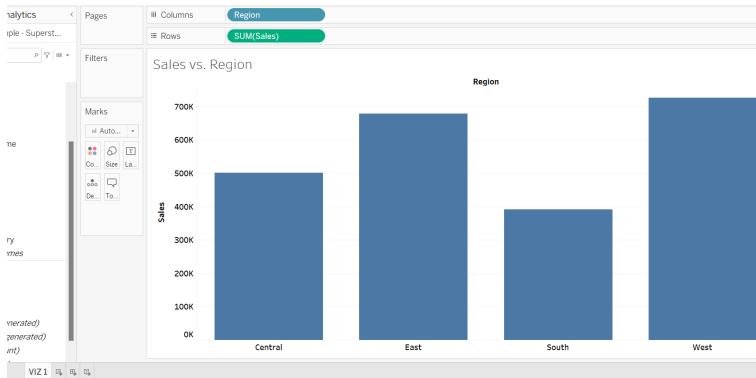 nalytics
Pages
Columns
Region
ple - Superst...
Rows
SUM(Sales)
Filters
Sales vs. Region
Region
Marks
Auto...
Co...
Size
La...
De...
To...
me
ry
mes
nerated)
generated)
unt)
Sales
700K
600K
500K
400K
300K
200K
100K
0K
Central
East
South
West
VIZ 1